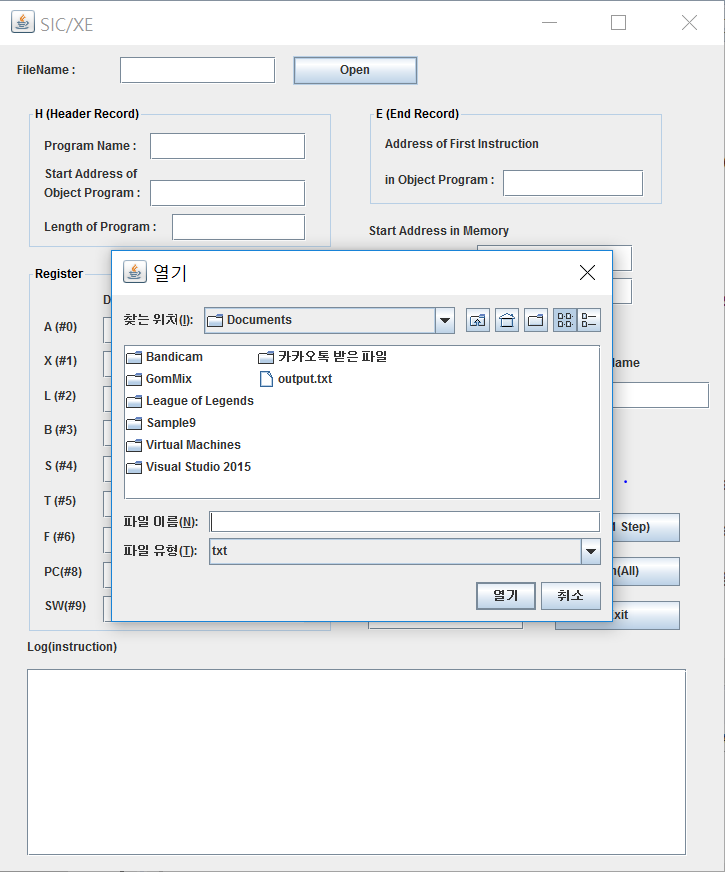 SIC/XE
FileName :
Open
H (Header Record)
Program Name :
Start Address of
Object Program :
Length of Program :
E (End Record)
Address of First Instruction
in Object Program :
Start Address in Memory
Register
A (#0)
X (#1)
L (#2)
B (#3)
S (#4)
T (#5)
F (#6)
PC(#8)
SW(#9)
열기
찾는 위치(I):
Documents
Bandicam
GomMix
League of Legends
Sample9
Virtual Machines
Visual Studio 2015
카카오톡 받은 파일
output.txt
파일 이름(N):
파일 유형(T):
txt
열기
취소
Step)
(All)
Log(instruction)